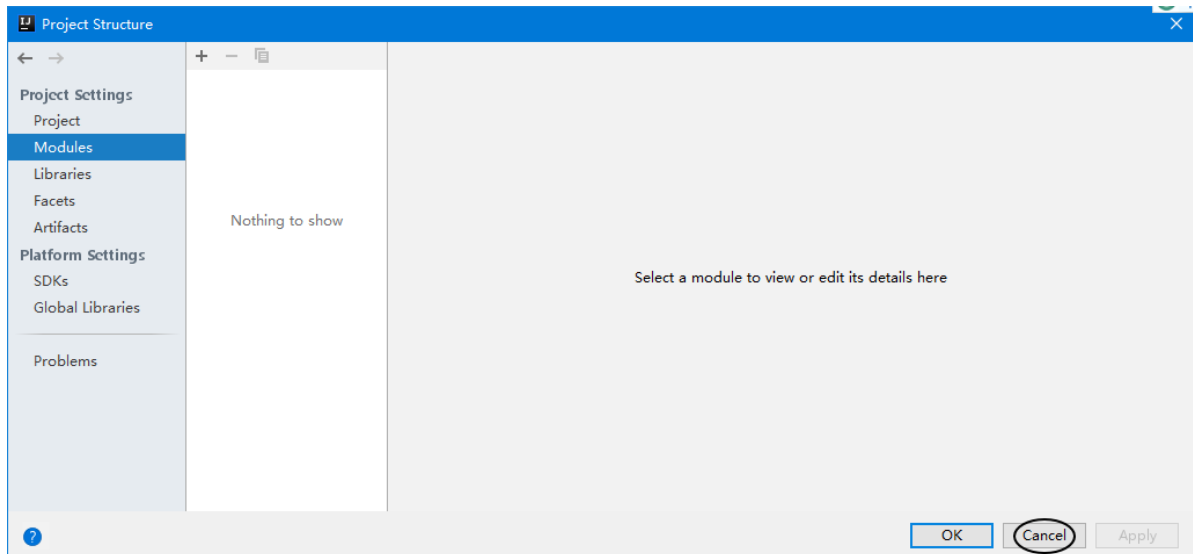 Project Structure
Project Settings
Project
Modules
Libraries
Facets
Artifacts
Platform Settings
SDKs
Global Libraries
Problems
Nothing to show
Select a module to view or edit its details here
OK
Cancel
Apply